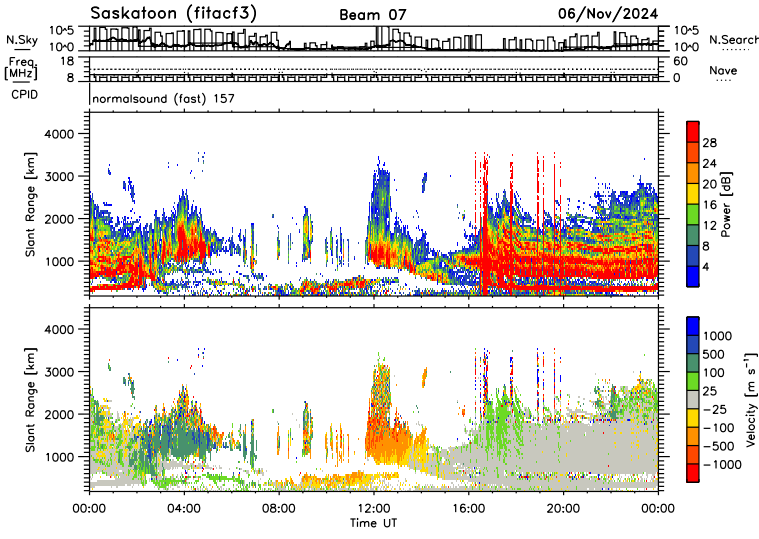 Saskatoon (fitacf3) Beam 07 06/Nov/2024
N.Sky 10^5 10^0 10^5 10^0 N.Search
Freq. [MHz] 18 8 60 0 Nave
CPID normalsound (fast) 157
Slant Range [km] 4000 3000 2000 1000
28 24 20 16 12 8 4 Power [dB]
Slant Range [km] 4000 3000 2000 1000
1000 500 100 25 −25 −100 −500 −1000 Velocity [m s⁻¹]
00:00 04:00 08:00 12:00 16:00 20:00 00:00
Time UT